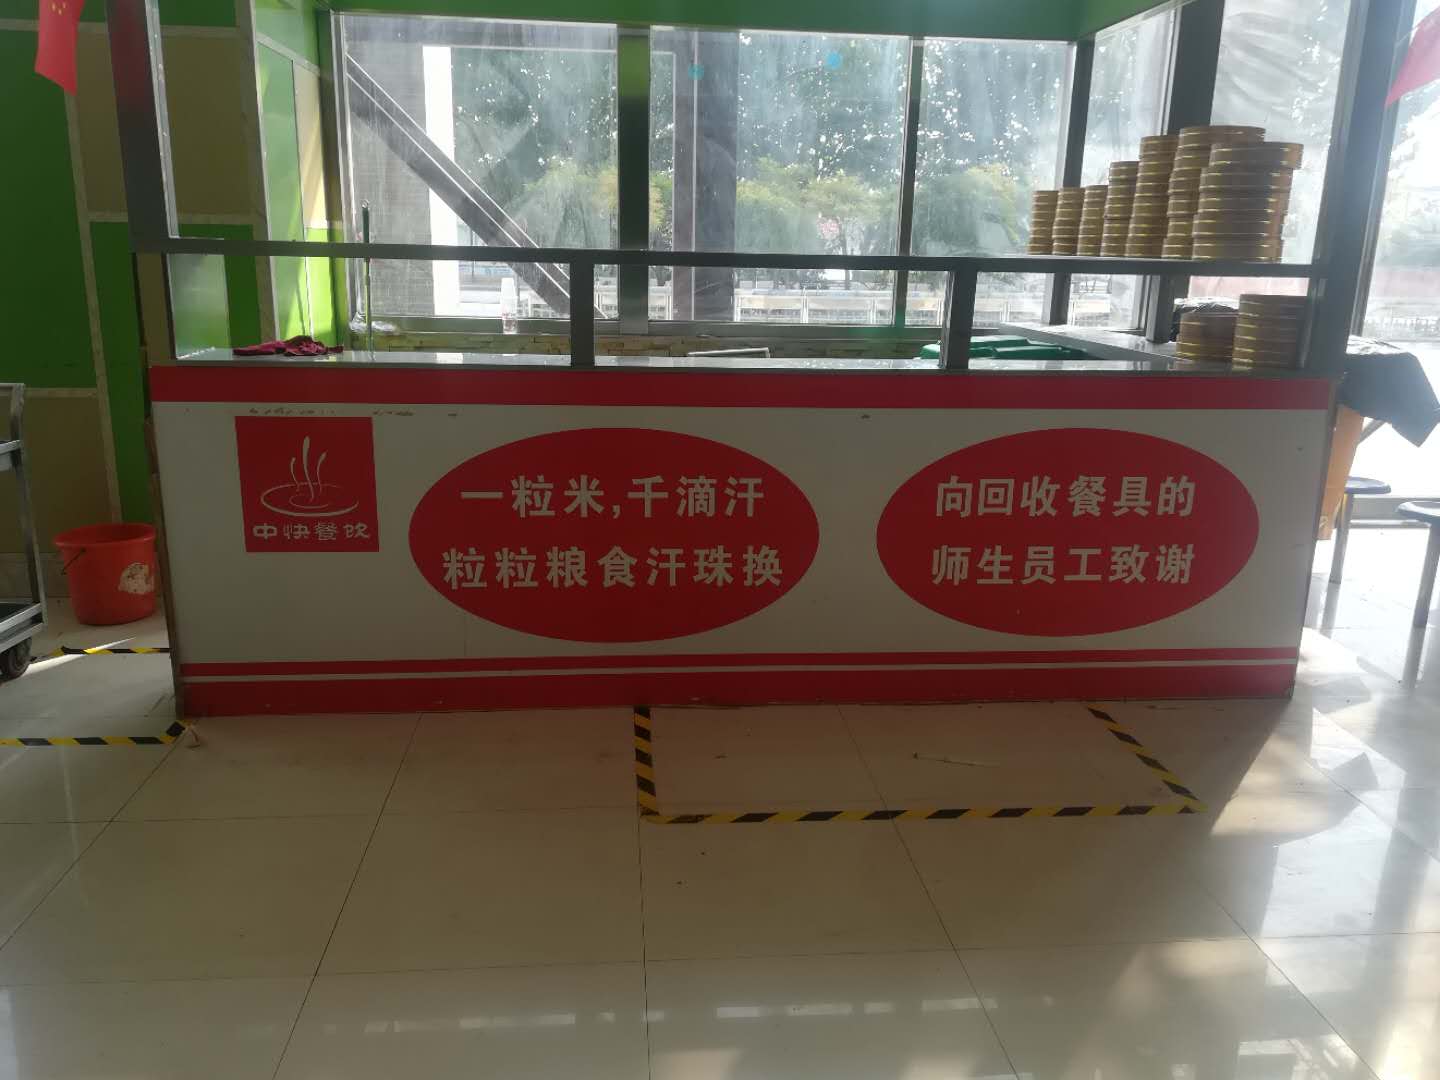 中快餐饮
一粒米,千滴汗
粒粒粮食汗珠换
向回收餐具的
师生员工致谢